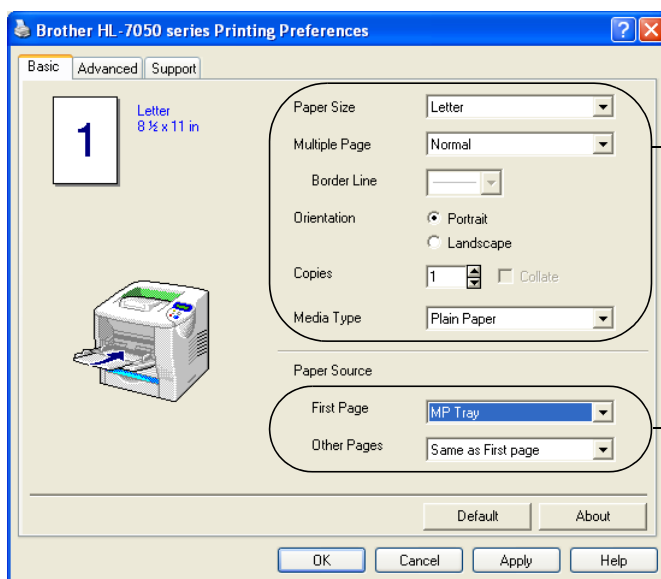 Brother HL-7050 series Printing Preferences
Basic Advanced Support
1
Letter
8 ½ x 11 in
Paper Size Letter
Multiple Page Normal
Border Line
Orientation Portrait
Landscape
Copies 1 Collate
Media Type Plain Paper
Paper Source
First Page MP Tray
Other Pages Same as First page
Default About
OK Cancel Apply Help